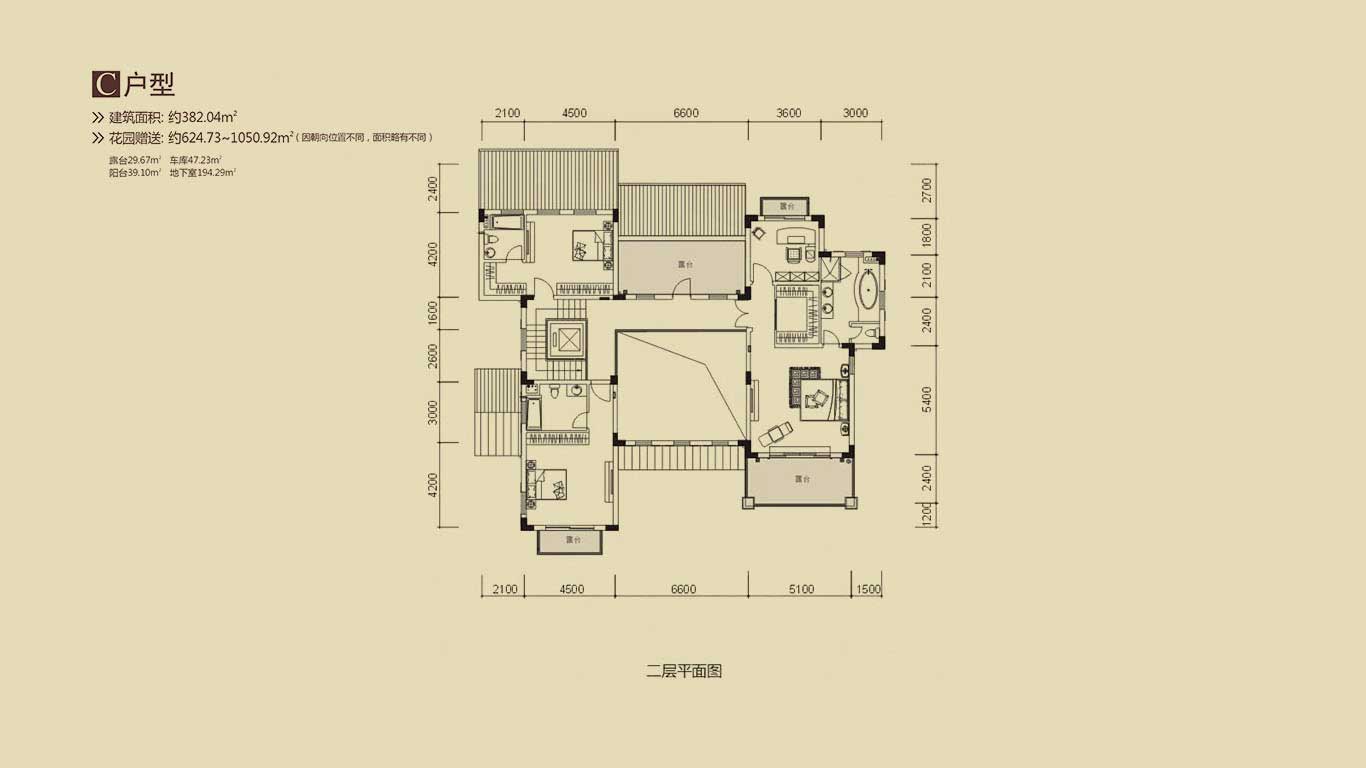 C户型
建筑面积: 约382.04m²
花园赠送: 约624.73~1050.92m²(因朝向位置不同，面积略有不同)
露台29.67m² 车库47.23m²
阳台39.10m² 地下室194.29m²
2100 4500 6600 3600 3000
2400
4200
1600
2600
3000
4200
2700
1800
2100
2400
5400
2400
1200
露台
露台
露台
露台
2100 4500 6600 5100 1500
二层平面图